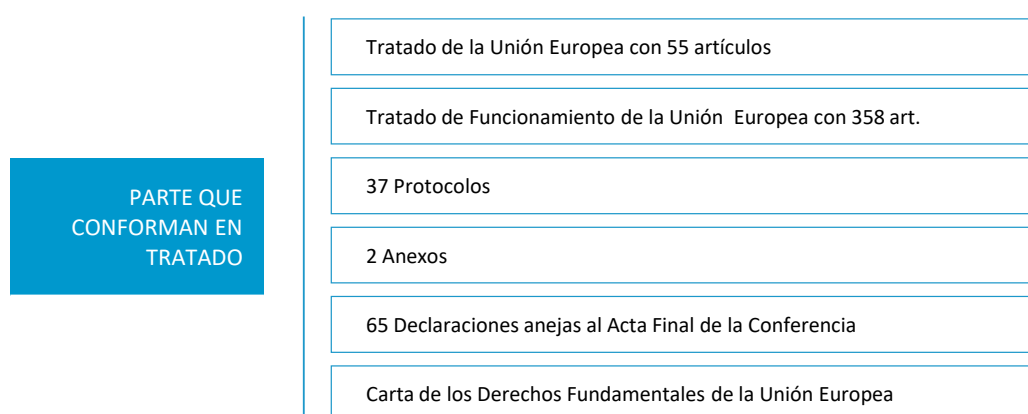 PARTE QUE
CONFORMAN EN
TRATADO
Tratado de la Unión Europea con 55 artículos
Tratado de Funcionamiento de la Unión Europea con 358 art.
37 Protocolos
2 Anexos
65 Declaraciones anejas al Acta Final de la Conferencia
Carta de los Derechos Fundamentales de la Unión Europea